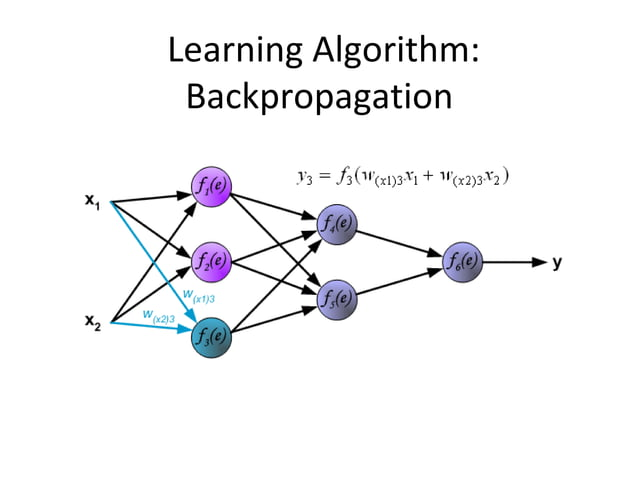 Learning Algorithm:
Backpropagation
y₃ = f₃(w₍ₓ₁₎₃x₁ + w₍ₓ₂₎₃x₂)
f₁(e)
x₁
f₄(e)
f₂(e)
f₆(e)
y
w₍ₓ₁₎₃
f₅(e)
w₍ₓ₂₎₃
x₂
f₃(e)